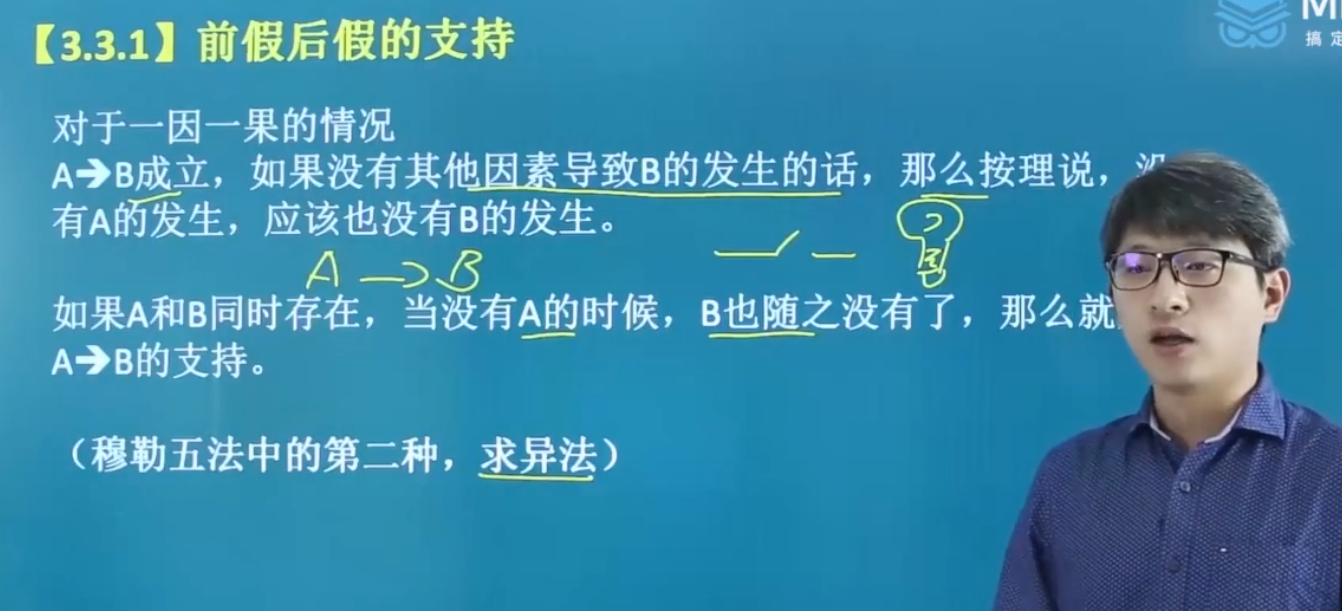 【3.3.1】前假后假的支持
搞定
对于一因一果的情况
A➔B成立，如果没有其他因素导致B的发生的话，那么按理说，没
有A的发生，应该也没有B的发生。
A → B
如果A和B同时存在，当没有A的时候，B也随之没有了，那么就
A➔B的支持。
（穆勒五法中的第二种，求异法）